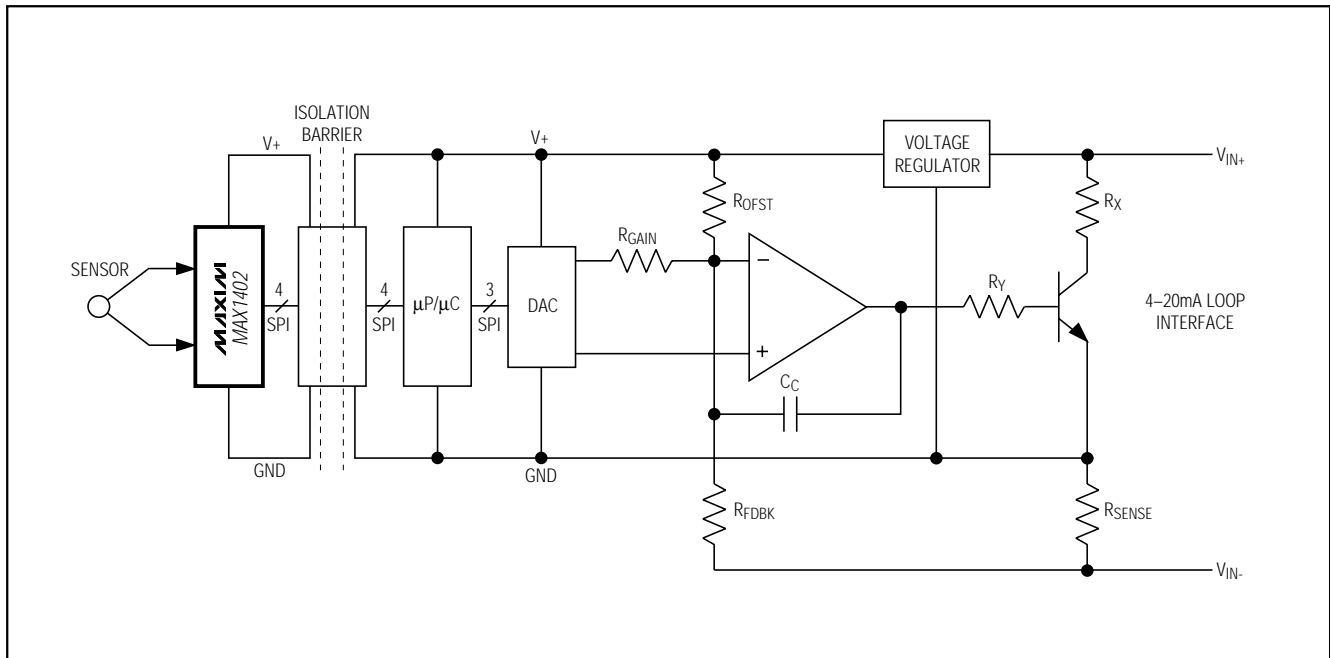 ISOLATION
BARRIER
V+
V+
VOLTAGE
REGULATOR
VIN+
ROFST
RX
RGAIN
SENSOR
MAXIM
MAX1402
4
SPI
4
SPI
µP/µC
3
SPI
DAC
−
+
RY
4–20mA LOOP
INTERFACE
CC
GND
GND
RFDBK
RSENSE
VIN-